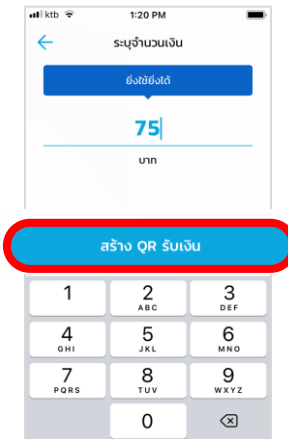 ktb 1:20 PM
ระบุจำนวนเงิน
ยิ่งใช้ยิ่งได้
75
บาท
สร้าง QR รับเงิน
1 2 3
ABC DEF
4 5 6
GHI JKL MNO
7 8 9
PQRS TUV WXYZ
0